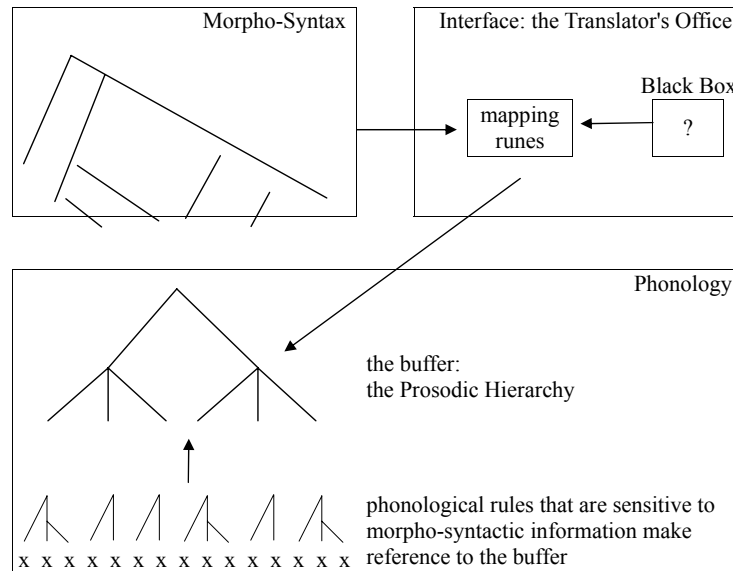 Morpho-Syntax
Interface: the Translator's Office
Black Box
mapping
runes
?
Phonology
the buffer:
the Prosodic Hierarchy
phonological rules that are sensitive to
morpho-syntactic information make
reference to the buffer
x x x x x x x x x x x x x x x